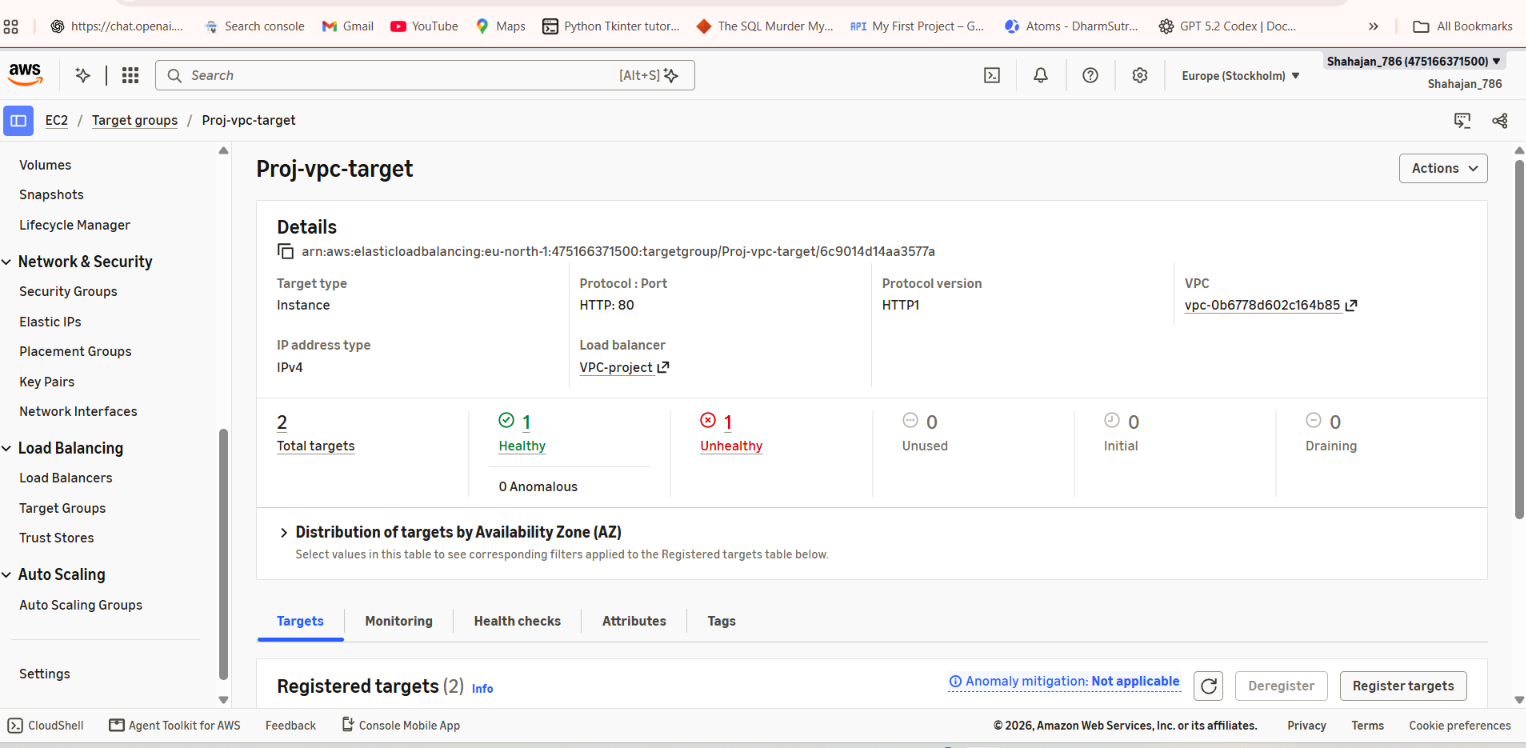 https://chat.openai.... Search console Gmail YouTube Maps Python Tkinter tutor... The SQL Murder My... API My First Project – G... Atoms - DharmSutr... GPT 5.2 Codex | Doc... » All Bookmarks
aws Search [Alt+S] Europe (Stockholm) Shahajan_786 (475166371500)
Shahajan_786
EC2 / Target groups / Proj-vpc-target
Volumes
Snapshots
Lifecycle Manager
Network & Security
Security Groups
Elastic IPs
Placement Groups
Key Pairs
Network Interfaces
Load Balancing
Load Balancers
Target Groups
Trust Stores
Auto Scaling
Auto Scaling Groups
Settings
Proj-vpc-target
Actions
Details
arn:aws:elasticloadbalancing:eu-north-1:475166371500:targetgroup/Proj-vpc-target/6c9014d14aa3577a
Target type Protocol : Port Protocol version VPC
Instance HTTP: 80 HTTP1 vpc-0b6778d602c164b85
IP address type Load balancer
IPv4 VPC-project
2 1 1 0 0 0
Total targets Healthy Unhealthy Unused Initial Draining
0 Anomalous
Distribution of targets by Availability Zone (AZ)
Select values in this table to see corresponding filters applied to the Registered targets table below.
Targets Monitoring Health checks Attributes Tags
Registered targets (2) Info Anomaly mitigation: Not applicable Deregister Register targets
CloudShell Agent Toolkit for AWS Feedback Console Mobile App © 2026, Amazon Web Services, Inc. or its affiliates. Privacy Terms Cookie preferences